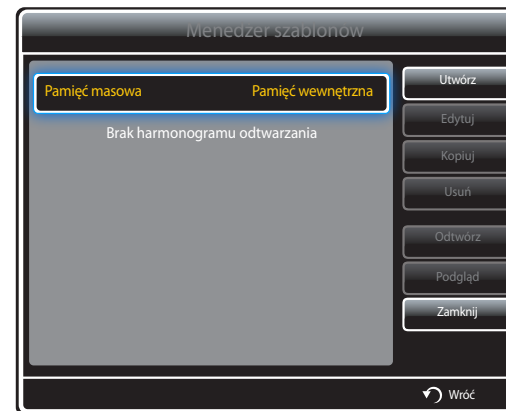 Menedżer szablonów
Pamięć masowa Pamięć wewnętrzna
Brak harmonogramu odtwarzania
Utwórz
Edytuj
Kopiuj
Usuń
Odtwórz
Podgląd
Zamknij
Wróć